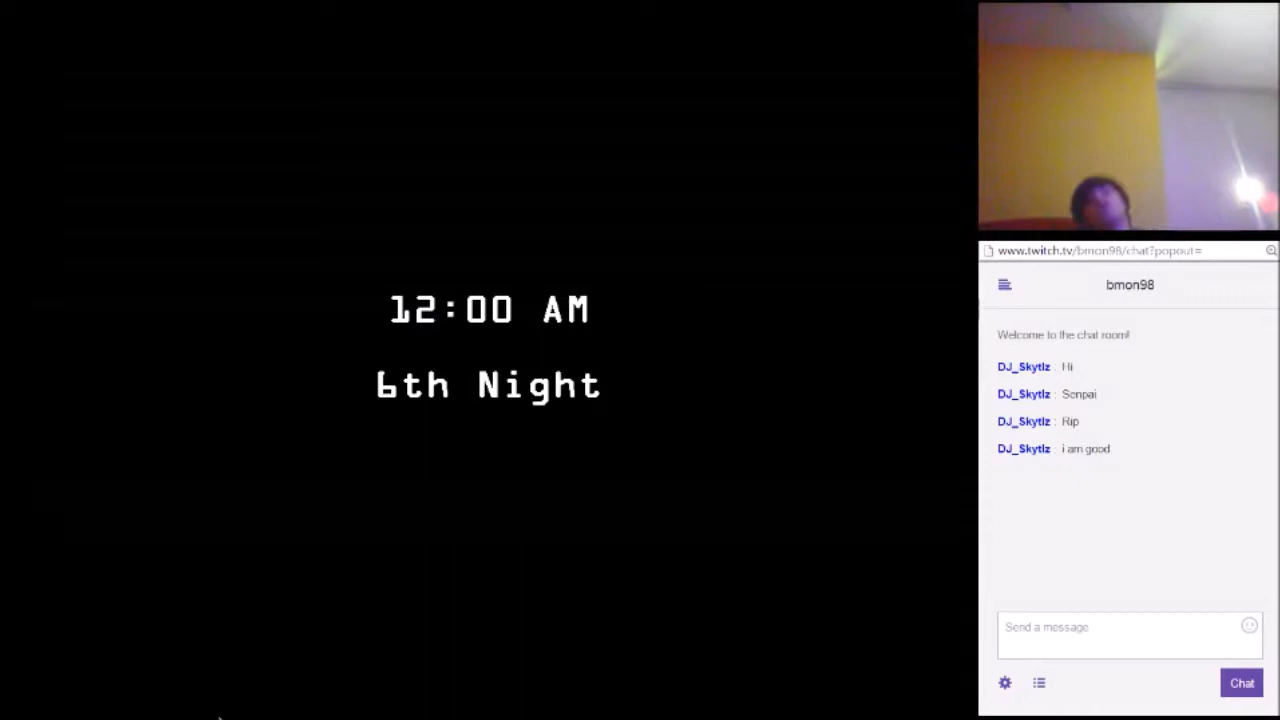 12:00 AM
6th Night
www.twitch.tv/bmon98/chat?popout=
bmon98
Welcome to the chat room!
DJ_Skytlz : Hi
DJ_Skytlz : Senpai
DJ_Skytlz : Rip
DJ_Skytlz : i am good
Send a message
Chat